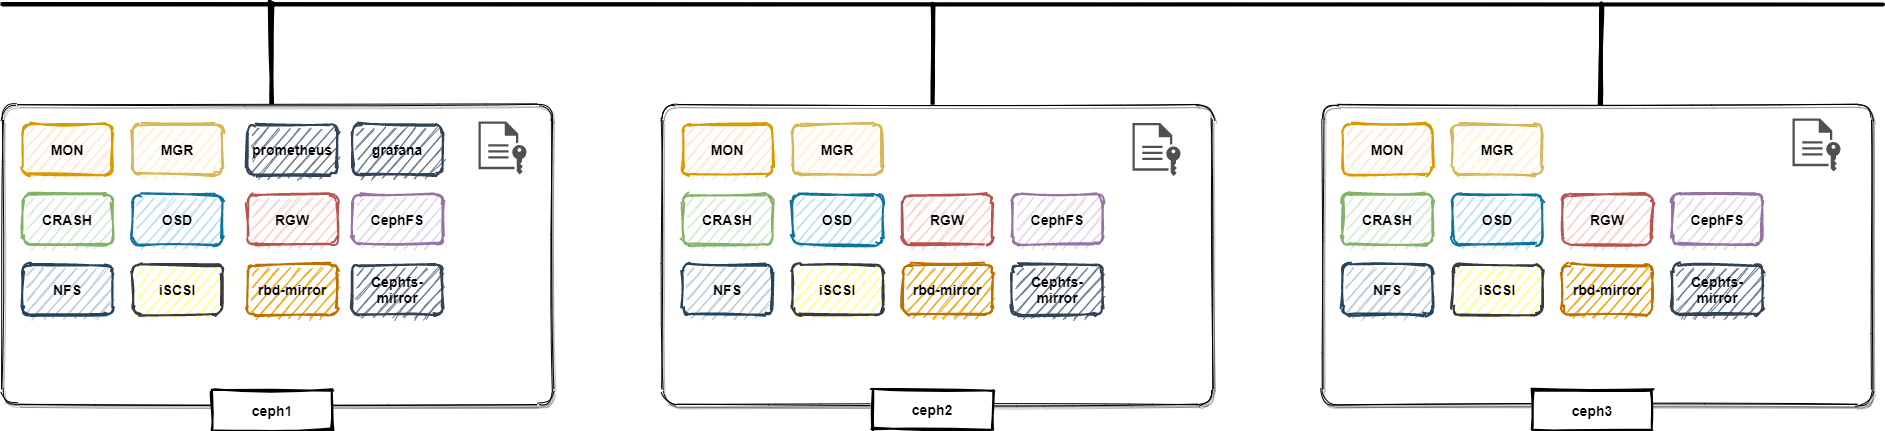 MON
MGR
prometheus
grafana
CRASH
OSD
RGW
CephFS
NFS
iSCSI
rbd-mirror
Cephfs-
mirror
ceph1
MON
MGR
CRASH
OSD
RGW
CephFS
NFS
iSCSI
rbd-mirror
Cephfs-
mirror
ceph2
MON
MGR
CRASH
OSD
RGW
CephFS
NFS
iSCSI
rbd-mirror
Cephfs-
mirror
ceph3